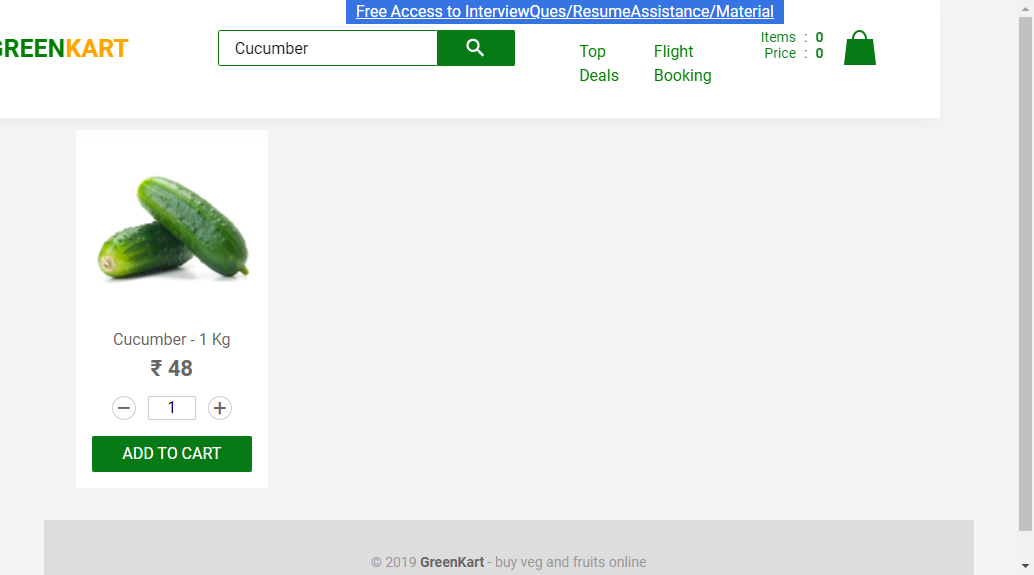 Free Access to InterviewQues/ResumeAssistance/Material
GREENKART
Cucumber
Top
Deals
Flight
Booking
Items : 0
Price : 0
Cucumber - 1 Kg
₹ 48
1
ADD TO CART
© 2019 GreenKart - buy veg and fruits online